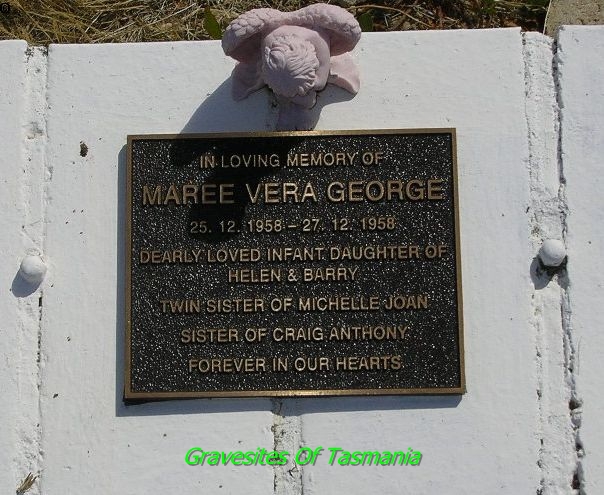 IN LOVING MEMORY OF
MAREE VERA GEORGE
25. 12. 1958 – 27. 12. 1958
DEARLY LOVED INFANT DAUGHTER OF
HELEN & BARRY
TWIN SISTER OF MICHELLE JOAN
SISTER OF CRAIG ANTHONY.
FOREVER IN OUR HEARTS.
Gravesites Of Tasmania